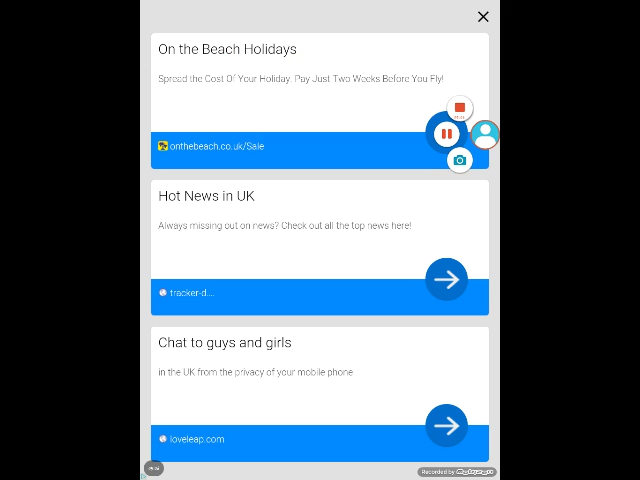 On the Beach Holidays
Spread the Cost Of Your Holiday. Pay Just Two Weeks Before You Fly!
onthebeach.co.uk/Sale
Hot News in UK
Always missing out on news? Check out all the top news here!
tracker-d....
Chat to guys and girls
in the UK from the privacy of your mobile phone
loveleap.com
Recorded by